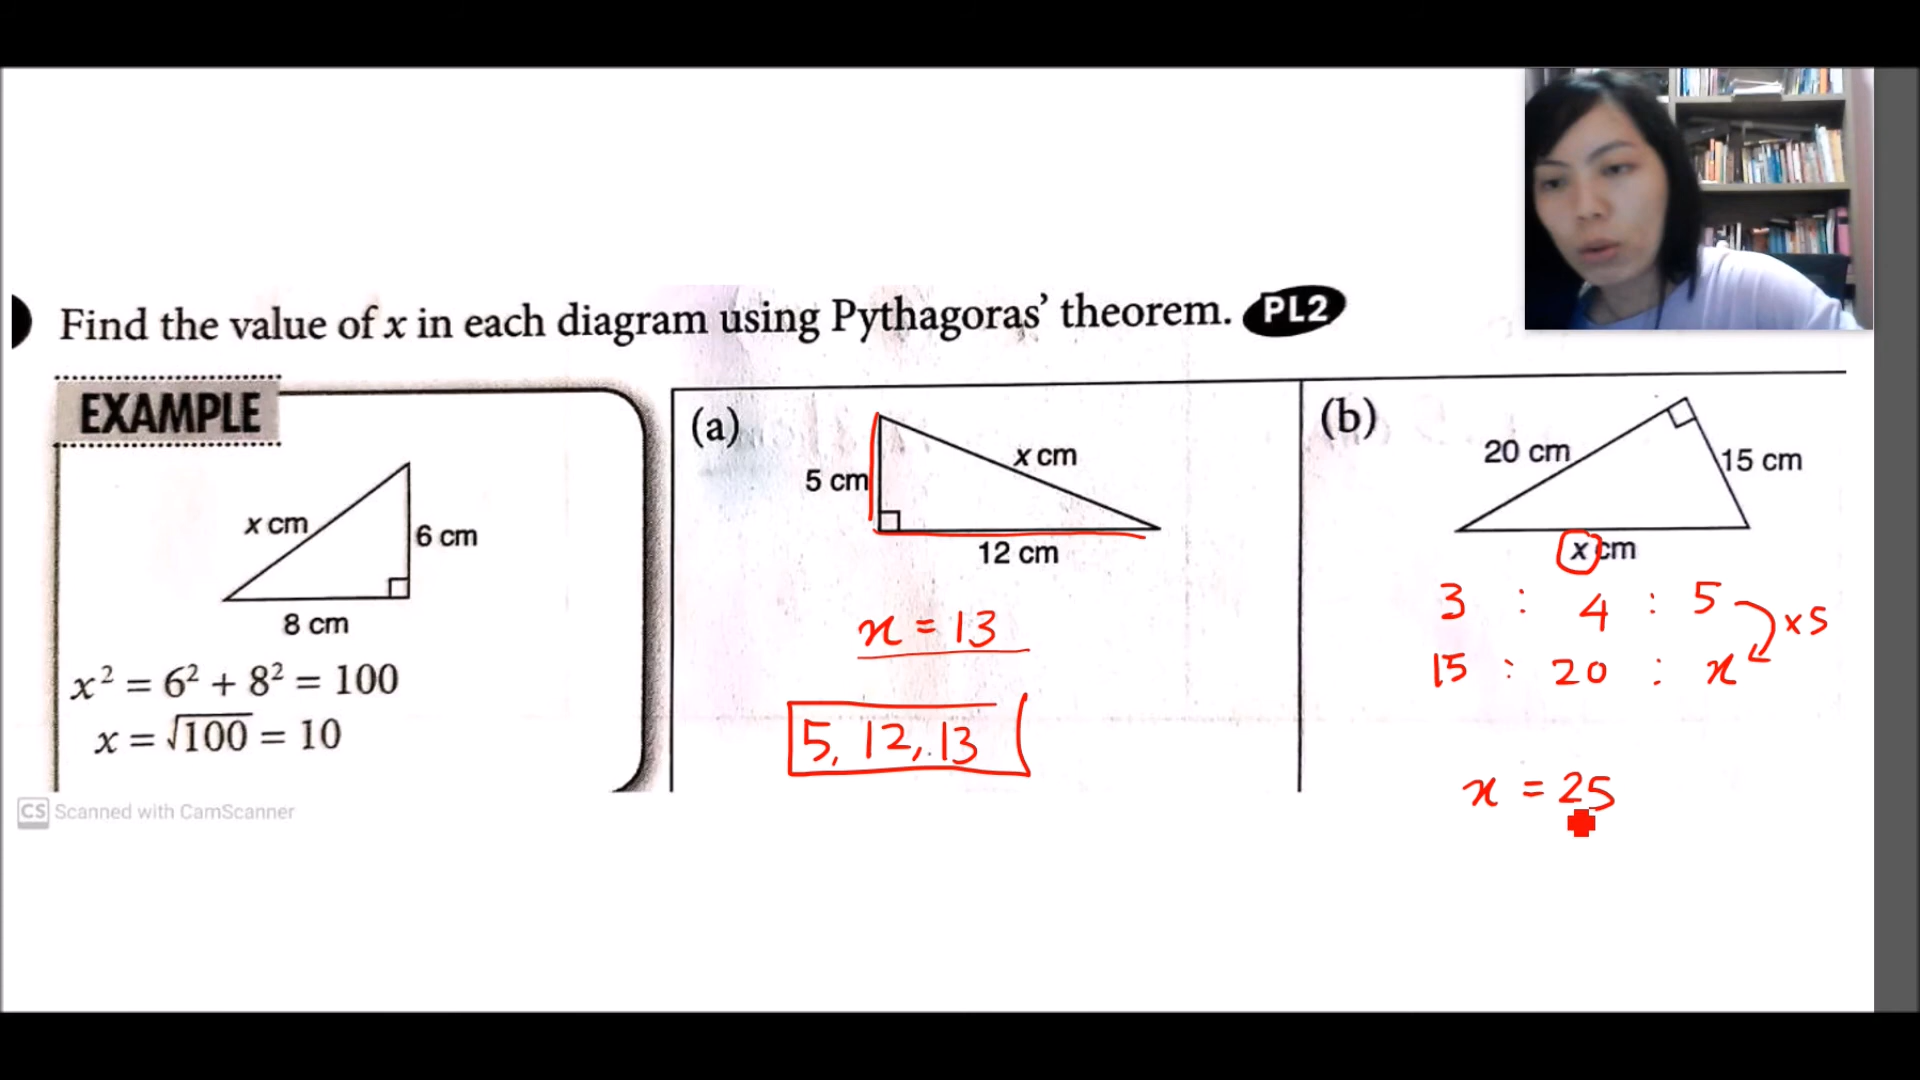 Find the value of x in each diagram using Pythagoras' theorem. PL2
EXAMPLE
x cm
6 cm
8 cm
x² = 6² + 8² = 100
x = √100 = 10
CS Scanned with CamScanner
(a)
5 cm
x cm
12 cm
x = 13
5, 12, 13
(b)
20 cm
15 cm
x cm
3 : 4 : 5
×5
15 : 20 : x
x = 25